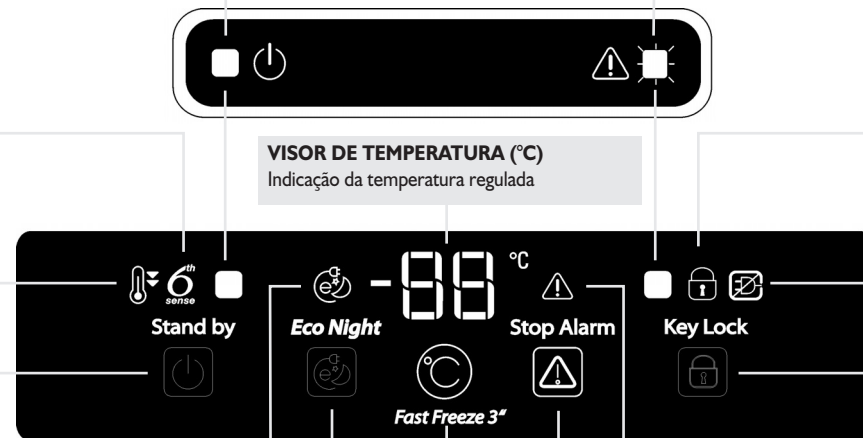 VISOR DE TEMPERATURA (°C)
Indicação da temperatura regulada
6th
sense
e
-88 °C
Stand by
Eco Night
Stop Alarm
Key Lock
e
°C
Fast Freeze 3”